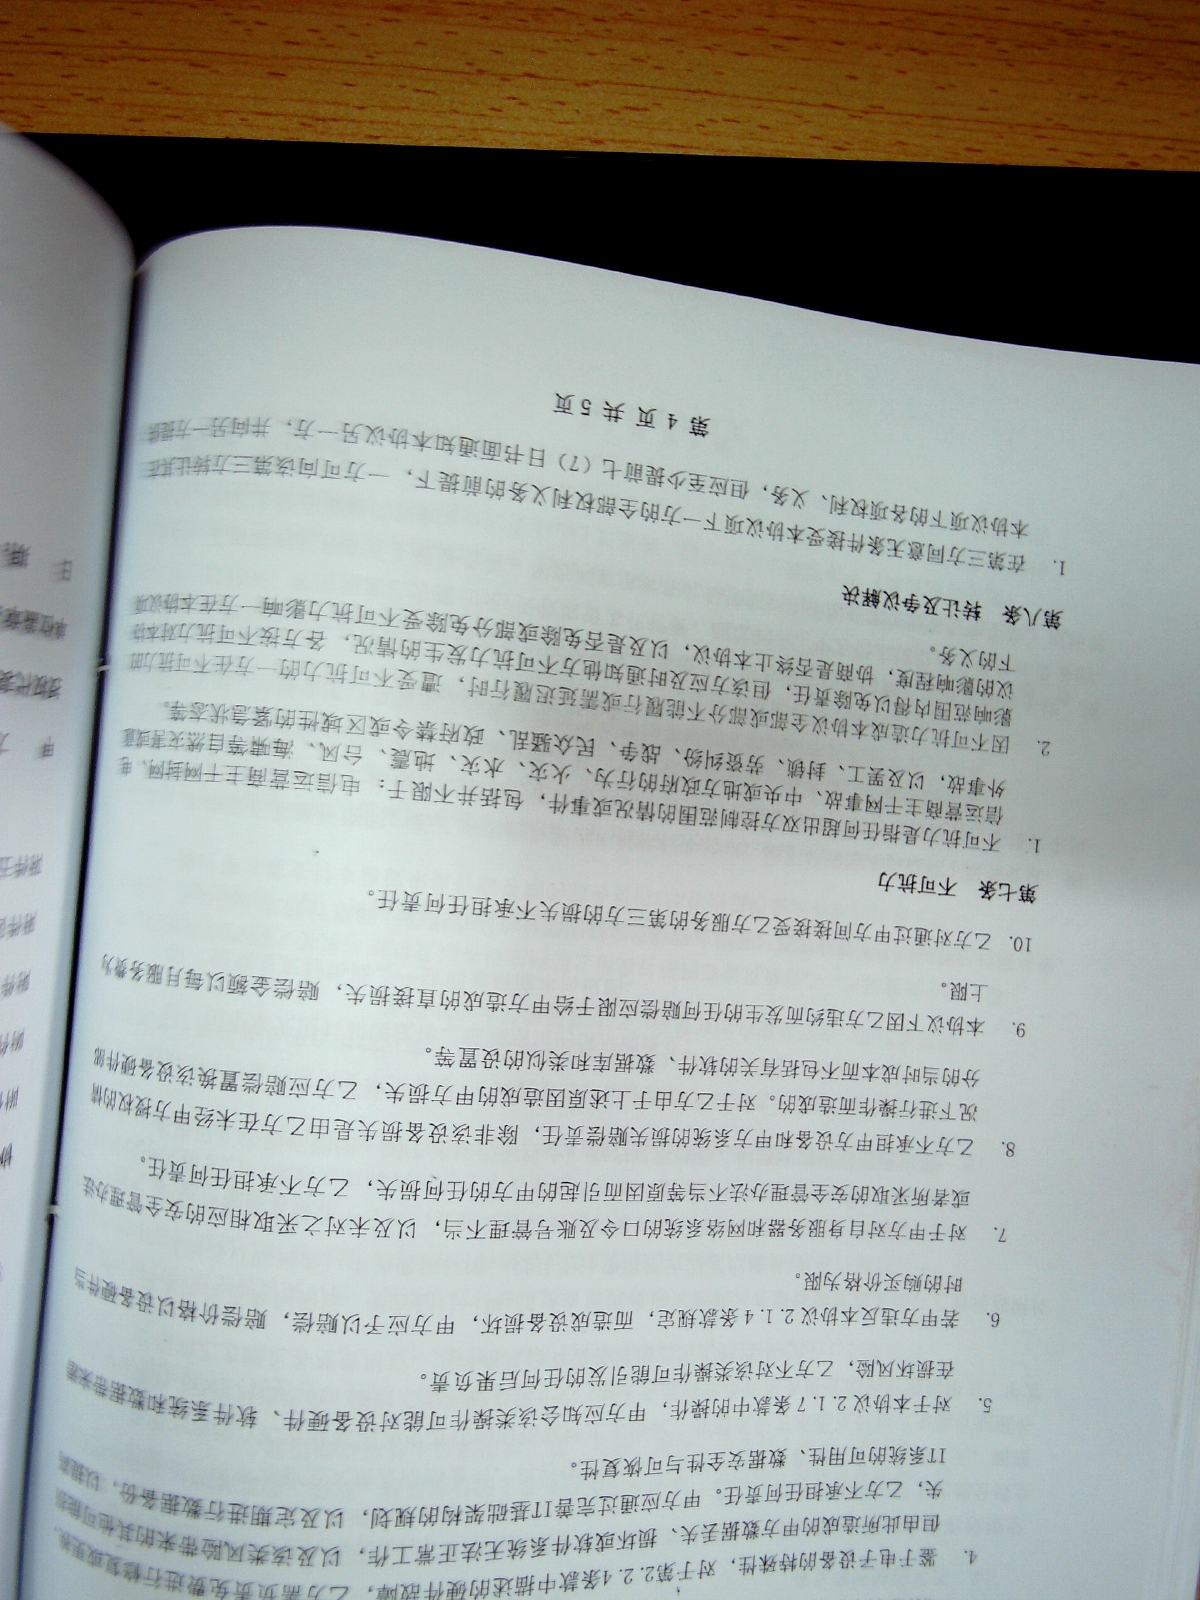 4. 鉴于电子设备的特殊性，对于第2.2.4条款中描述的硬件故障，乙方需负责免费进行修复或更换，
但由此所造成的甲方数据丢失、损坏或软件系统无法正常工作，以及该类风险带来的其他可能损
失，乙方不承担任何责任。甲方应通过完善IT基础架构的规划，以及定期进行数据备份，以提高
IT系统的可用性、数据安全性与可恢复性。
5. 对于本协议2.1.7条款中的操作，甲方应知会该类操作可能对设备硬件、软件系统和数据带来潜
在损坏风险，乙方不对该类操作可能引发的任何后果负责。
6. 若甲方违反本协议2.1.4条款规定，而造成设备损坏，甲方应予以赔偿，赔偿价格以设备硬件当
时的购买价格为限。
7. 对于甲方对自身服务器和网络系统的口令及账号管理不当，以及未对之采取相应的安全管理办法
或者所采取的安全管理办法不当等原因而引起的甲方的任何损失，乙方不承担任何责任。
8. 乙方不承担甲方设备和甲方系统的损失赔偿责任，除非该设备损失是由乙方在未经甲方授权的情
况下进行操作而造成的。对于乙方由于上述原因造成的甲方损失，乙方应赔偿置换该设备硬件部
分的当时成本而不包括有关的软件、数据库和类似的设置等。
9. 本协议下因乙方违约而发生的任何赔偿应限于给甲方造成的直接损失，赔偿金额以每月服务费为
上限。
10. 乙方对通过甲方间接接受乙方服务的第三方的损失不承担任何责任。
第七条 不可抗力
1. 不可抗力是指任何超出双方控制范围的情况或事件，包括并不限于：电信运营商主干网封网、电
信运营商主干网事故、中央或地方政府的行为、火灾、水灾、地震、台风、海啸等自然灾害或意
外事故，以及罢工、封锁、劳资纠纷、战争、民众骚乱、政府禁令或区域性的紧急状态等。
2. 因不可抗力造成本协议全部或部分不能履行或需延迟履行时，遭受不可抗力的一方在不可抗力的
影响范围内得以免除责任，但该方应及时通知他方不可抗力发生的情况，各方按不可抗力对本协
议的影响程度，协商是否终止本协议，以及是否免除或部分免除受不可抗力影响一方在本协议项
下的义务。
第八条 转让及争议解决
1. 在第三方同意无条件接受本协议项下一方的全部权利义务的前提下，一方可向该第三方转让其在
本协议项下的各项权利、义务，但应至少提前七（7）日书面通知本协议另一方，并向另一方提供
第 4 页 共 5 页